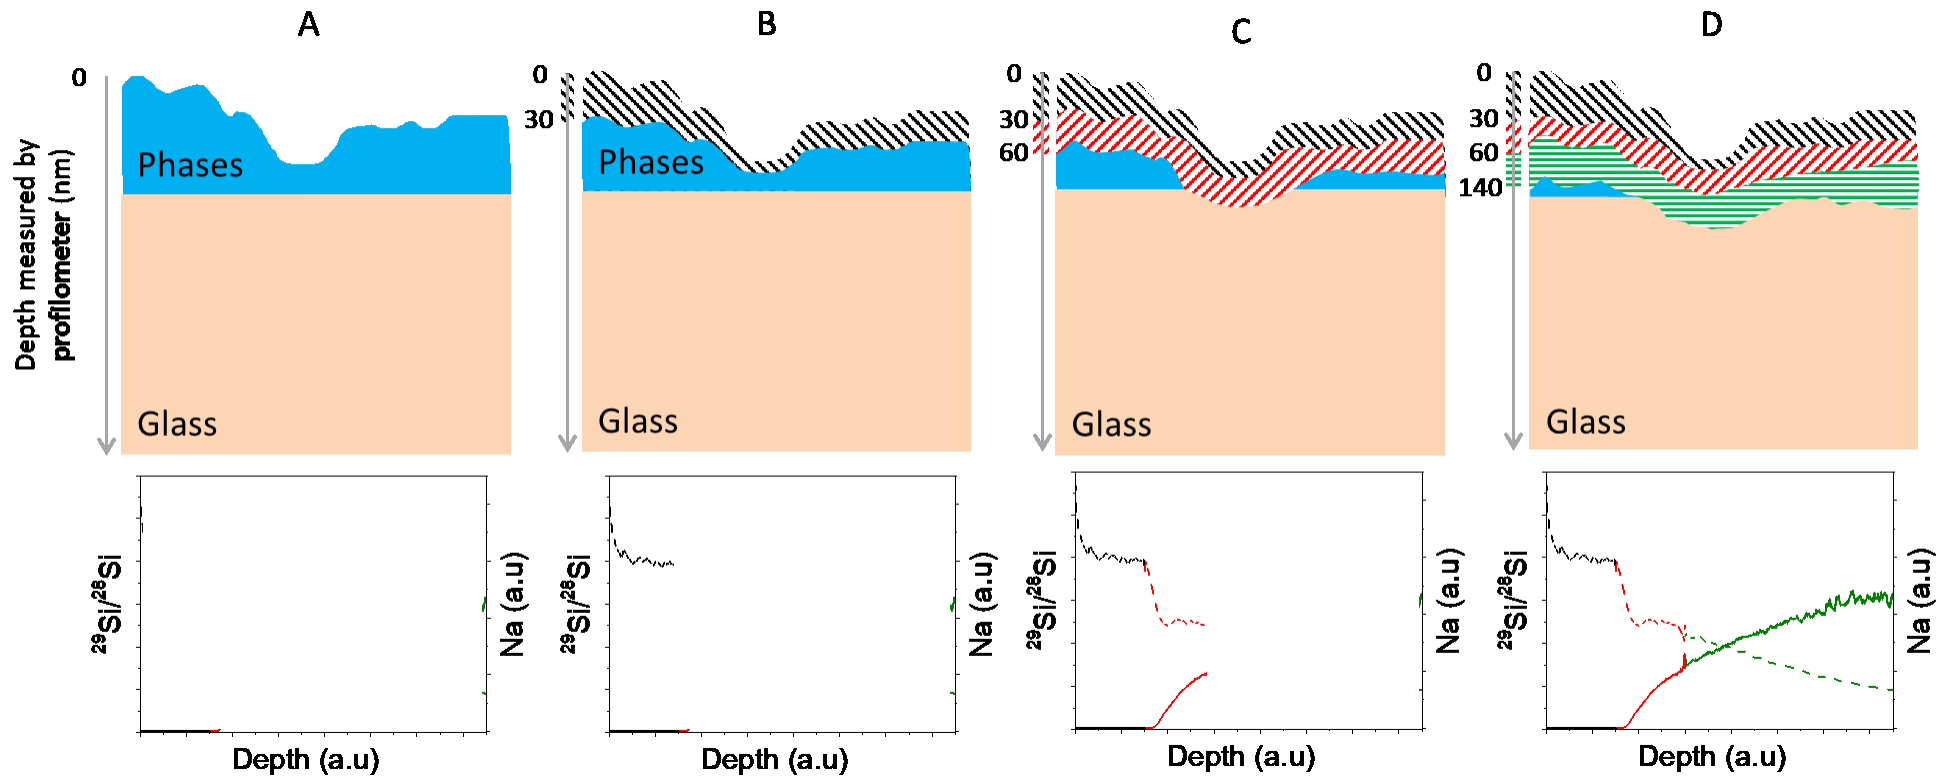 A
B
C
D
0
Depth measured by
profilometer (nm)
Phases
Glass
0
30
Phases
Glass
0
30
60
Glass
0
30
60
140
Glass
²⁹Si/²⁸Si
Na (a.u)
Depth (a.u)
²⁹Si/²⁸Si
Na (a.u)
Depth (a.u)
²⁹Si/²⁸Si
Na (a.u)
Depth (a.u)
²⁹Si/²⁸Si
Na (a.u)
Depth (a.u)